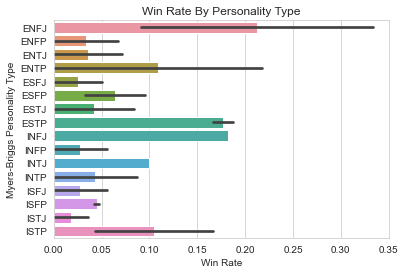 Win Rate By Personality Type
Myers-Briggs Personality Type
ENFJ
ENFP
ENTJ
ENTP
ESFJ
ESFP
ESTJ
ESTP
INFJ
INFP
INTJ
INTP
ISFJ
ISFP
ISTJ
ISTP
0.00 0.05 0.10 0.15 0.20 0.25 0.30 0.35
Win Rate